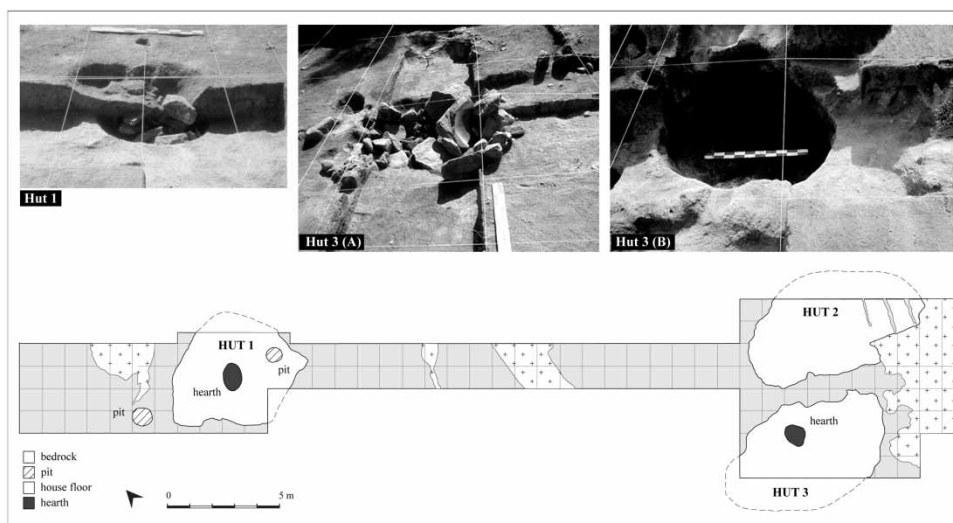 Hut 1
Hut 3 (A)
Hut 3 (B)
HUT 1
HUT 2
pit
hearth
pit
hearth
HUT 3
bedrock
pit
house floor
hearth
0 5 m